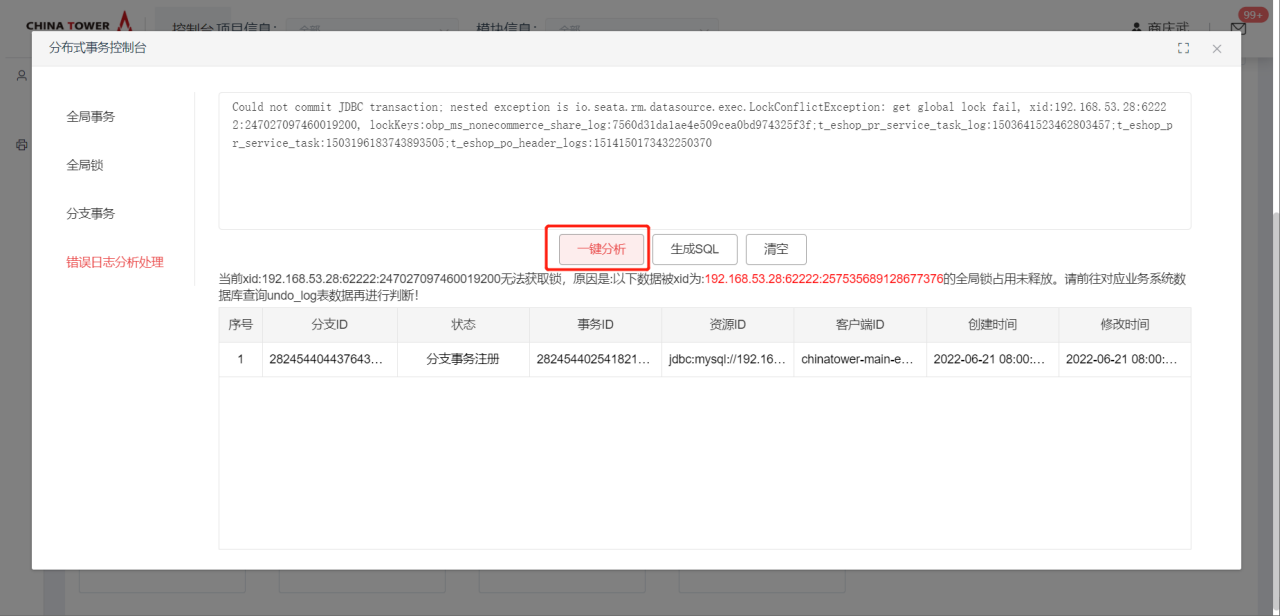 CHINA TOWER
控制台
项目信息:
全部
模块信息:
全部
商庆武
99+
分布式事务控制台
全局事务
全局锁
分支事务
错误日志分析处理
Could not commit JDBC transaction; nested exception is io.seata.rm.datasource.exec.LockConflictException: get global lock fail, xid:192.168.53.28:6222
2:247027097460019200, lockKeys:obp_ms_nonecommerce_share_log:7560d31da1ae4e509cea0bd974325f3f;t_eshop_pr_service_task_log:1503641523462803457;t_eshop_p
r_service_task:1503196183743893505;t_eshop_po_header_logs:1514150173432250370
一键分析 生成SQL 清空
当前xid:192.168.53.28:62222:247027097460019200无法获取锁，原因是:以下数据被xid为:192.168.53.28:62222:257535689128677376的全局锁占用未释放。请前往对应业务系统数
据库查询undo_log表数据再进行判断！
序号 分支ID 状态 事务ID 资源ID 客户端ID 创建时间 修改时间
1 282454404437643... 分支事务注册 282454402541821... jdbc:mysql://192.16... chinatower-main-e... 2022-06-21 08:00:... 2022-06-21 08:00:...